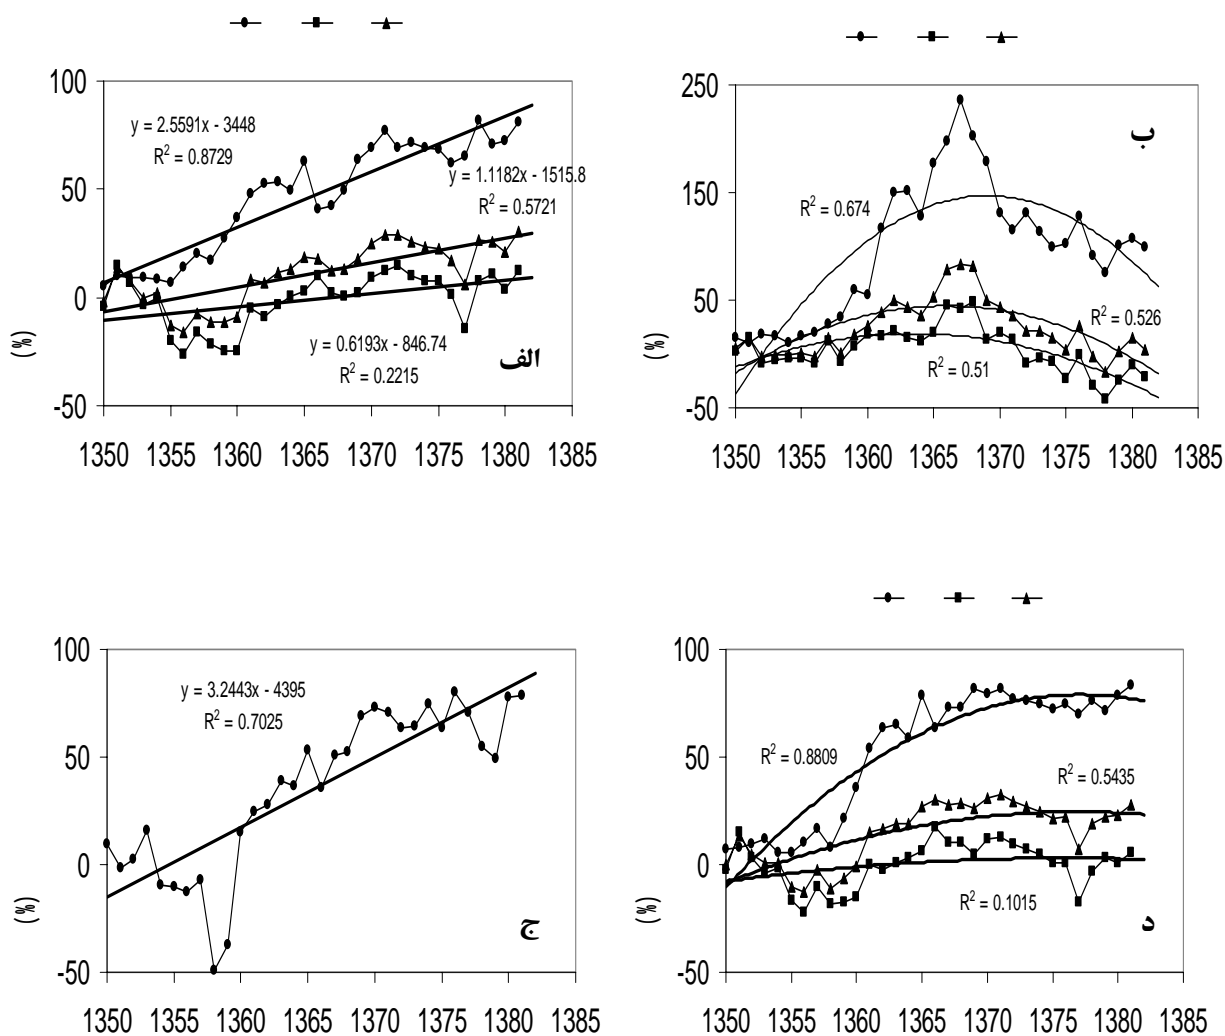 100
50
0
-50
(%)
y = 2.5591x - 3448
R² = 0.8729
y = 1.1182x - 1515.8
R² = 0.5721
y = 0.6193x - 846.74
R² = 0.2215
الف
1350 1355 1360 1365 1370 1375 1380 1385
250
150
50
-50
(%)
ب
R² = 0.674
R² = 0.526
R² = 0.51
1350 1355 1360 1365 1370 1375 1380 1385
100
50
0
-50
(%)
y = 3.2443x - 4395
R² = 0.7025
ج
1350 1355 1360 1365 1370 1375 1380 1385
100
50
0
-50
(%)
R² = 0.8809
R² = 0.5435
R² = 0.1015
د
1350 1355 1360 1365 1370 1375 1380 1385